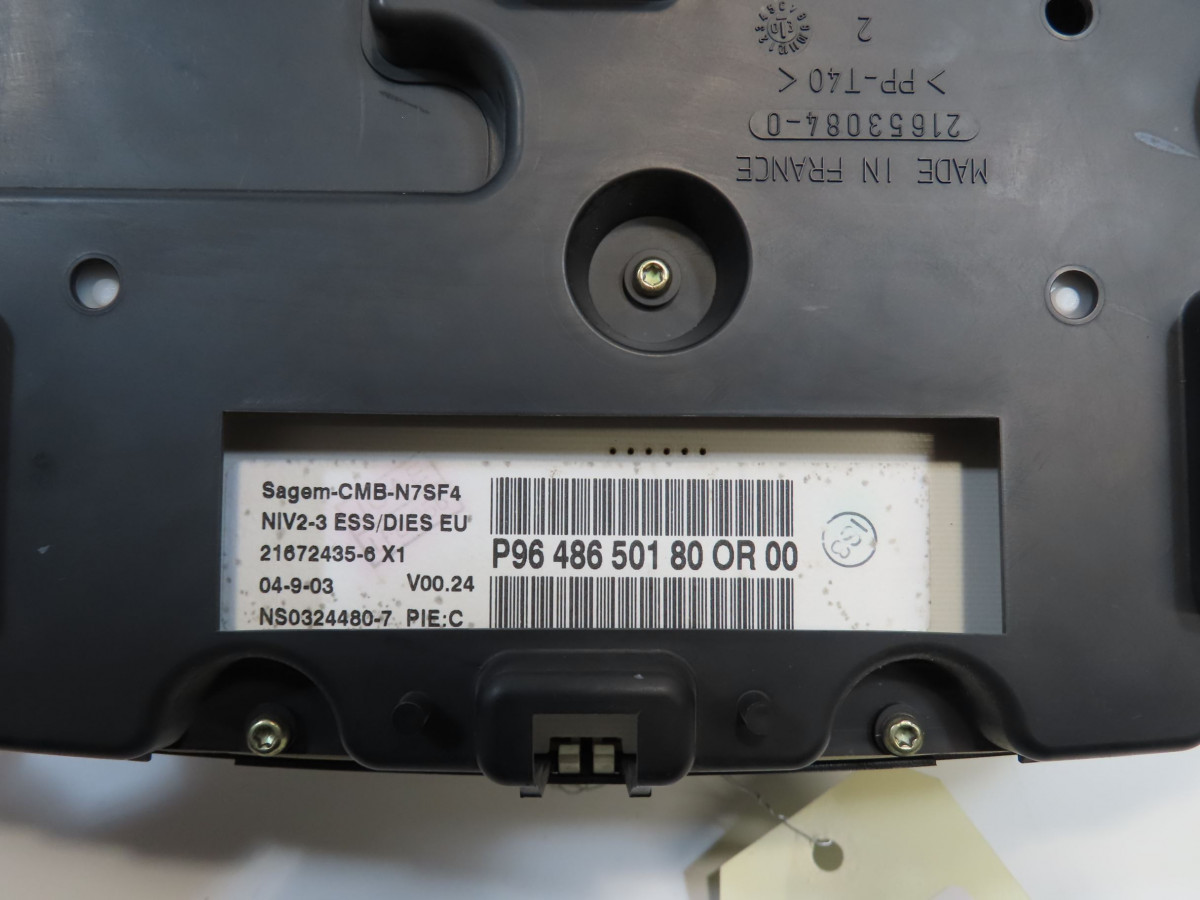 2
>PP-T40<
21653084-0
MADE IN FRANCE
Sagem-CMB-N7SF4
NIV2-3 ESS/DIES EU
21672435-6 X1
04-9-03 V00.24
NS0324480-7 PIE:C
P96 486 501 80 OR 00